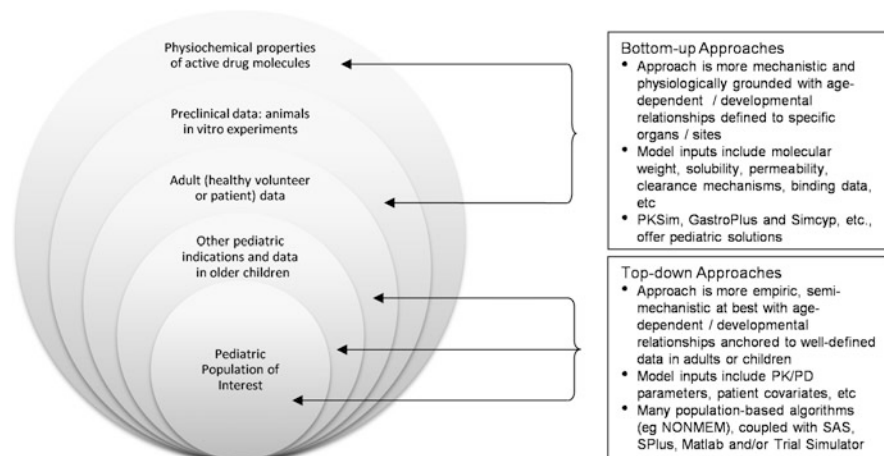 Physiochemical properties
of active drug molecules
Preclinical data: animals
in vitro experiments
Adult (healthy volunteer
or patient) data
Other pediatric
indications and data
in older children
Pediatric
Population of
Interest
Bottom-up Approaches
• Approach is more mechanistic and
physiologically grounded with age-
dependent / developmental
relationships defined to specific
organs / sites
• Model inputs include molecular
weight, solubility, permeability,
clearance mechanisms, binding data,
etc
• PKSim, GastroPlus and Simcyp, etc.,
offer pediatric solutions
Top-down Approaches
• Approach is more empiric, semi-
mechanistic at best with age-
dependent / developmental
relationships anchored to well-defined
data in adults or children
• Model inputs include PK/PD
parameters, patient covariates, etc
• Many population-based algorithms
(eg NONMEM), coupled with SAS,
SPlus, Matlab and/or Trial Simulator